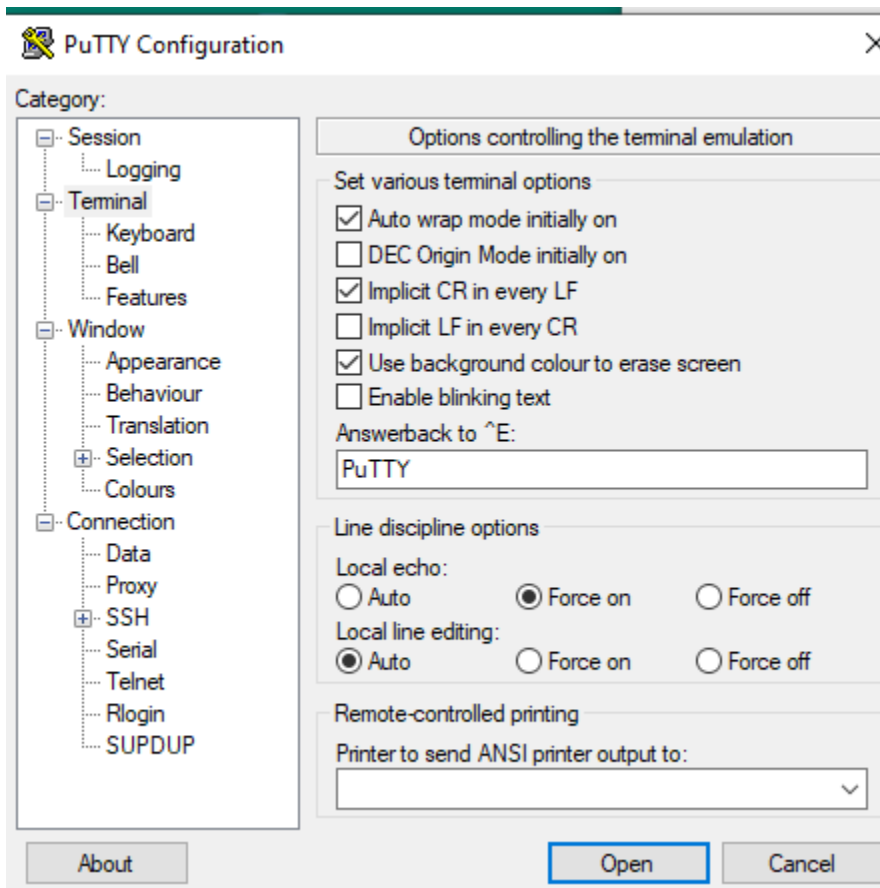 PuTTY Configuration
Category:
Session
Logging
Terminal
Keyboard
Bell
Features
Window
Appearance
Behaviour
Translation
Selection
Colours
Connection
Data
Proxy
SSH
Serial
Telnet
Rlogin
SUPDUP
Options controlling the terminal emulation
Set various terminal options
Auto wrap mode initially on
DEC Origin Mode initially on
Implicit CR in every LF
Implicit LF in every CR
Use background colour to erase screen
Enable blinking text
Answerback to ^E:
PuTTY
Line discipline options
Local echo:
Auto Force on Force off
Local line editing:
Auto Force on Force off
Remote-controlled printing
Printer to send ANSI printer output to:
About Open Cancel